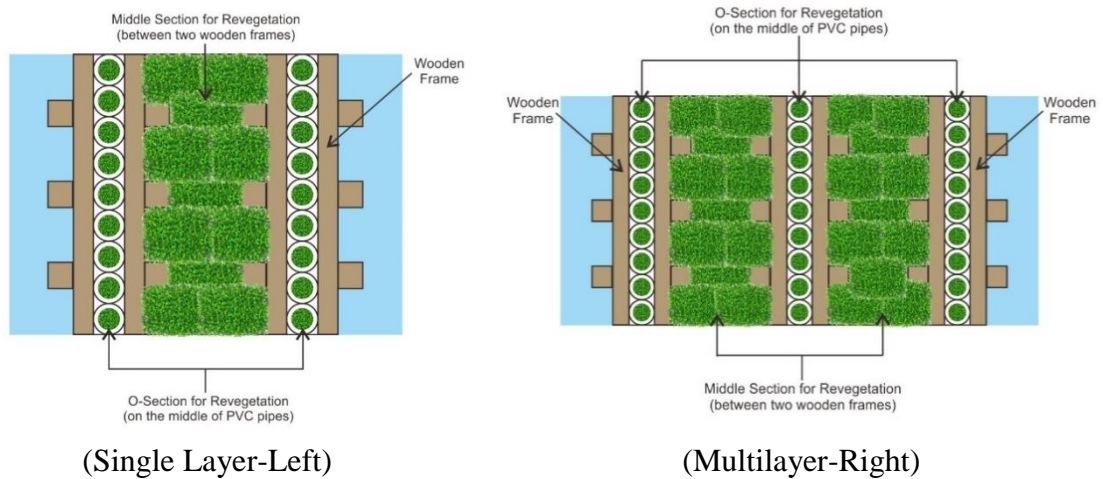 Middle Section for Revegetation
(between two wooden frames)
Wooden
Frame
O-Section for Revegetation
(on the middle of PVC pipes)
(Single Layer-Left)
O-Section for Revegetation
(on the middle of PVC pipes)
Wooden
Frame
Wooden
Frame
Middle Section for Revegetation
(between two wooden frames)
(Multilayer-Right)